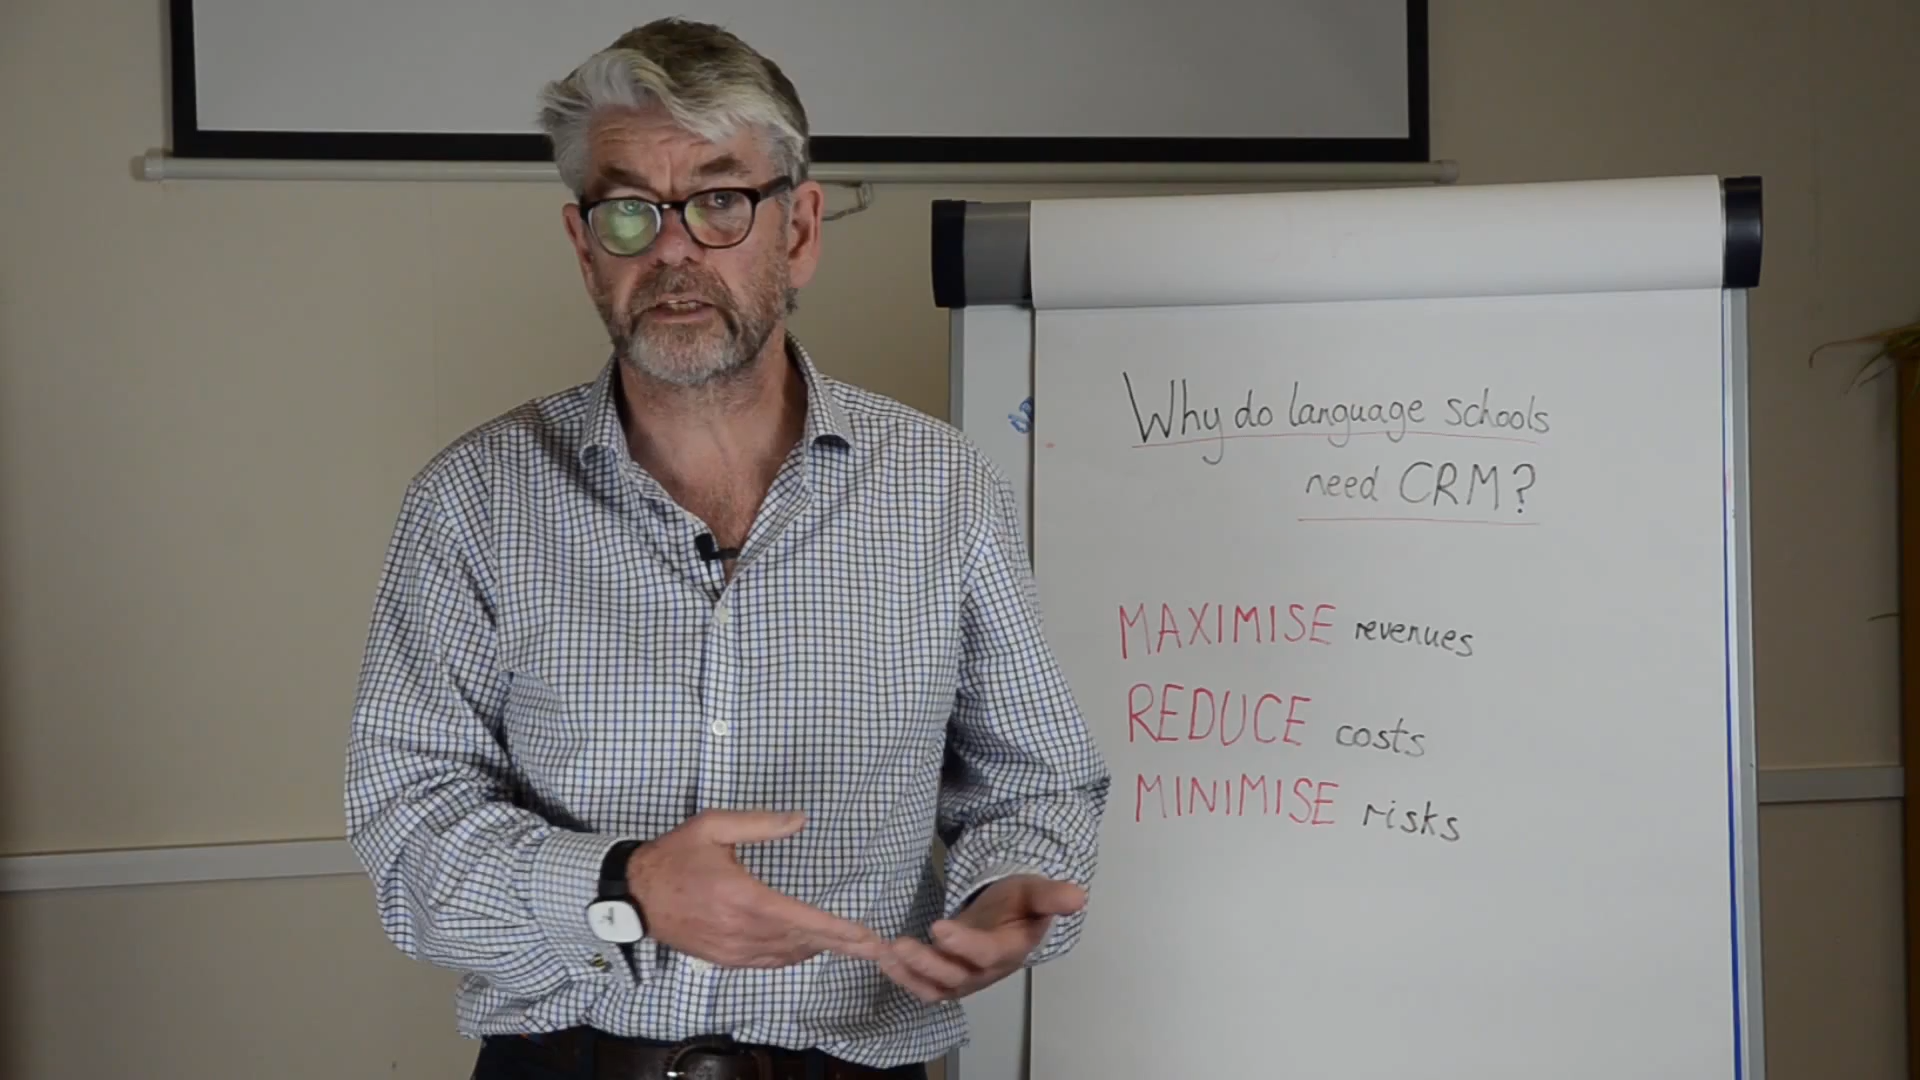 Why do language schools
need CRM?
MAXIMISE revenues
REDUCE costs
MINIMISE risks